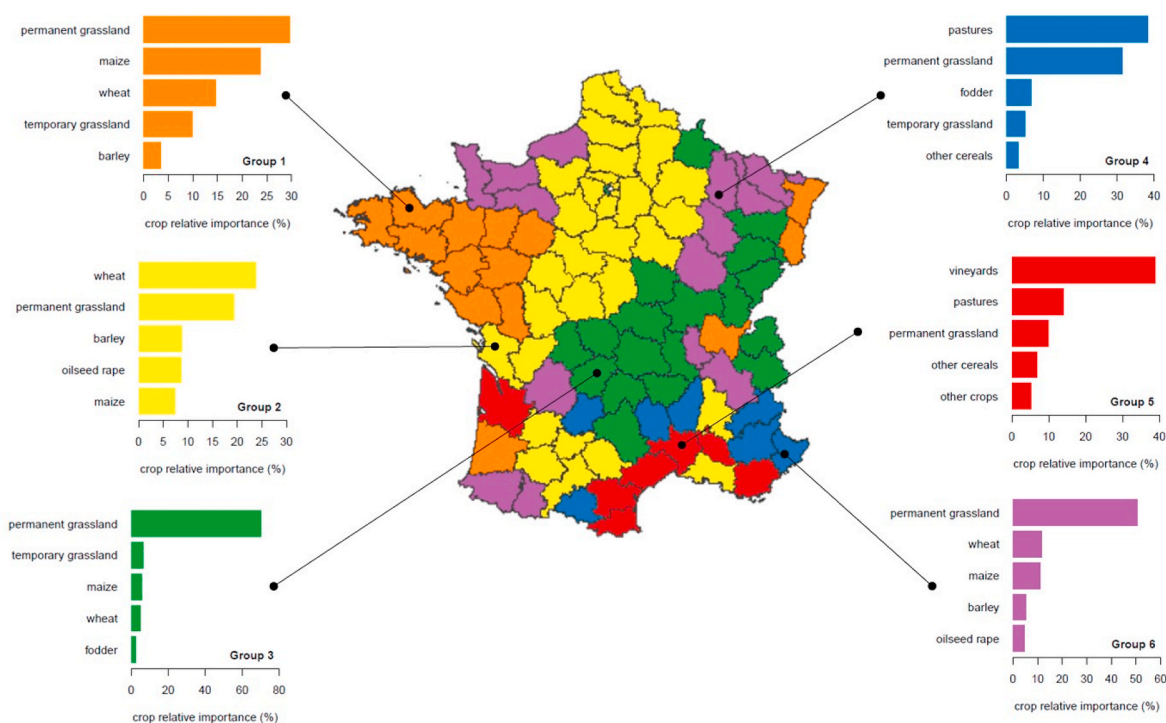 permanent grassland
maize
wheat
temporary grassland
barley
Group 1
0 5 10 15 20 25 30
crop relative importance (%)
wheat
permanent grassland
barley
oilseed rape
maize
Group 2
0 5 10 15 20 25 30
crop relative importance (%)
permanent grassland
temporary grassland
maize
wheat
fodder
Group 3
0 20 40 60 80
crop relative importance (%)
pastures
permanent grassland
fodder
temporary grassland
other cereals
Group 4
0 10 20 30 40
crop relative importance (%)
vineyards
pastures
permanent grassland
other cereals
other crops
Group 5
0 10 20 30 40
crop relative importance (%)
permanent grassland
wheat
maize
barley
oilseed rape
Group 6
0 10 20 30 40 50 60
crop relative importance (%)